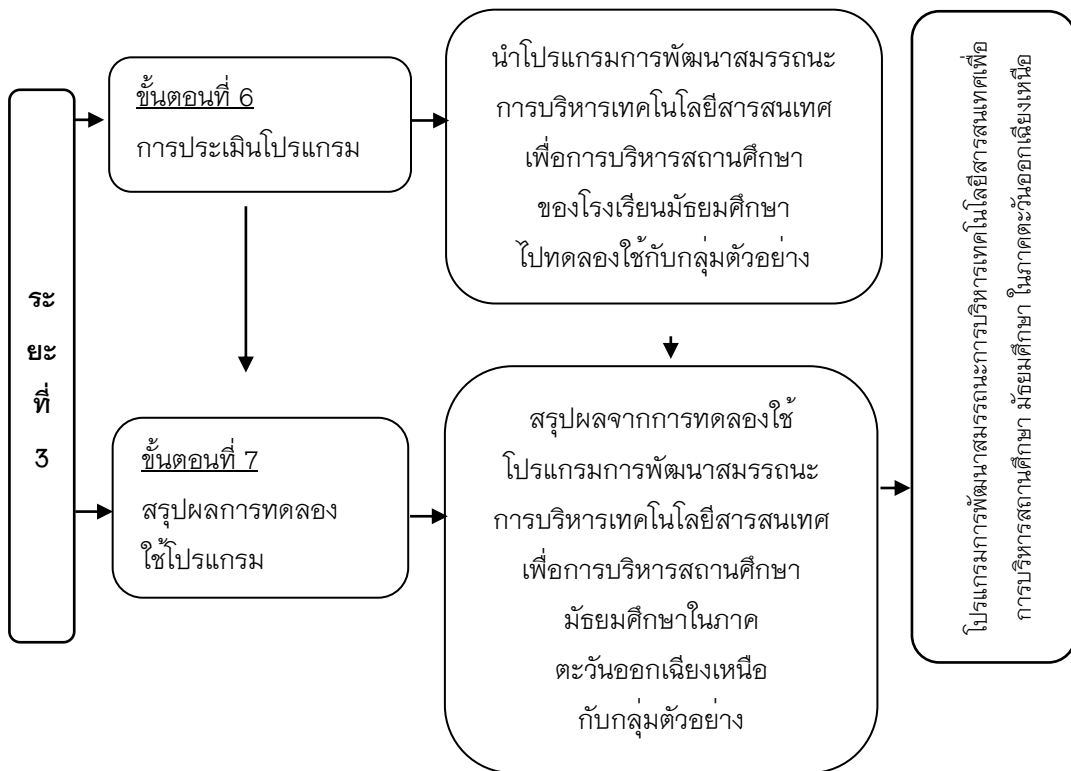 ระ
ยะ
ที่
3
ขั้นตอนที่ 6
การประเมินโปรแกรม
นำโปรแกรมการพัฒนาสมรรถนะ
การบริหารเทคโนโลยีสารสนเทศ
เพื่อการบริหารสถานศึกษา
ของโรงเรียนมัธยมศึกษา
ไปทดลองใช้กับกลุ่มตัวอย่าง
ขั้นตอนที่ 7
สรุปผลการทดลอง
ใช้โปรแกรม
สรุปผลจากการทดลองใช้
โปรแกรมการพัฒนาสมรรถนะ
การบริหารเทคโนโลยีสารสนเทศ
เพื่อการบริหารสถานศึกษา
มัธยมศึกษาในภาค
ตะวันออกเฉียงเหนือ
กับกลุ่มตัวอย่าง
โปรแกรมการพัฒนาสมรรถนะการบริหารเทคโนโลยีสารสนเทศเพื่อ
การบริหารสถานศึกษา มัธยมศึกษา ในภาคตะวันออกเฉียงเหนือ